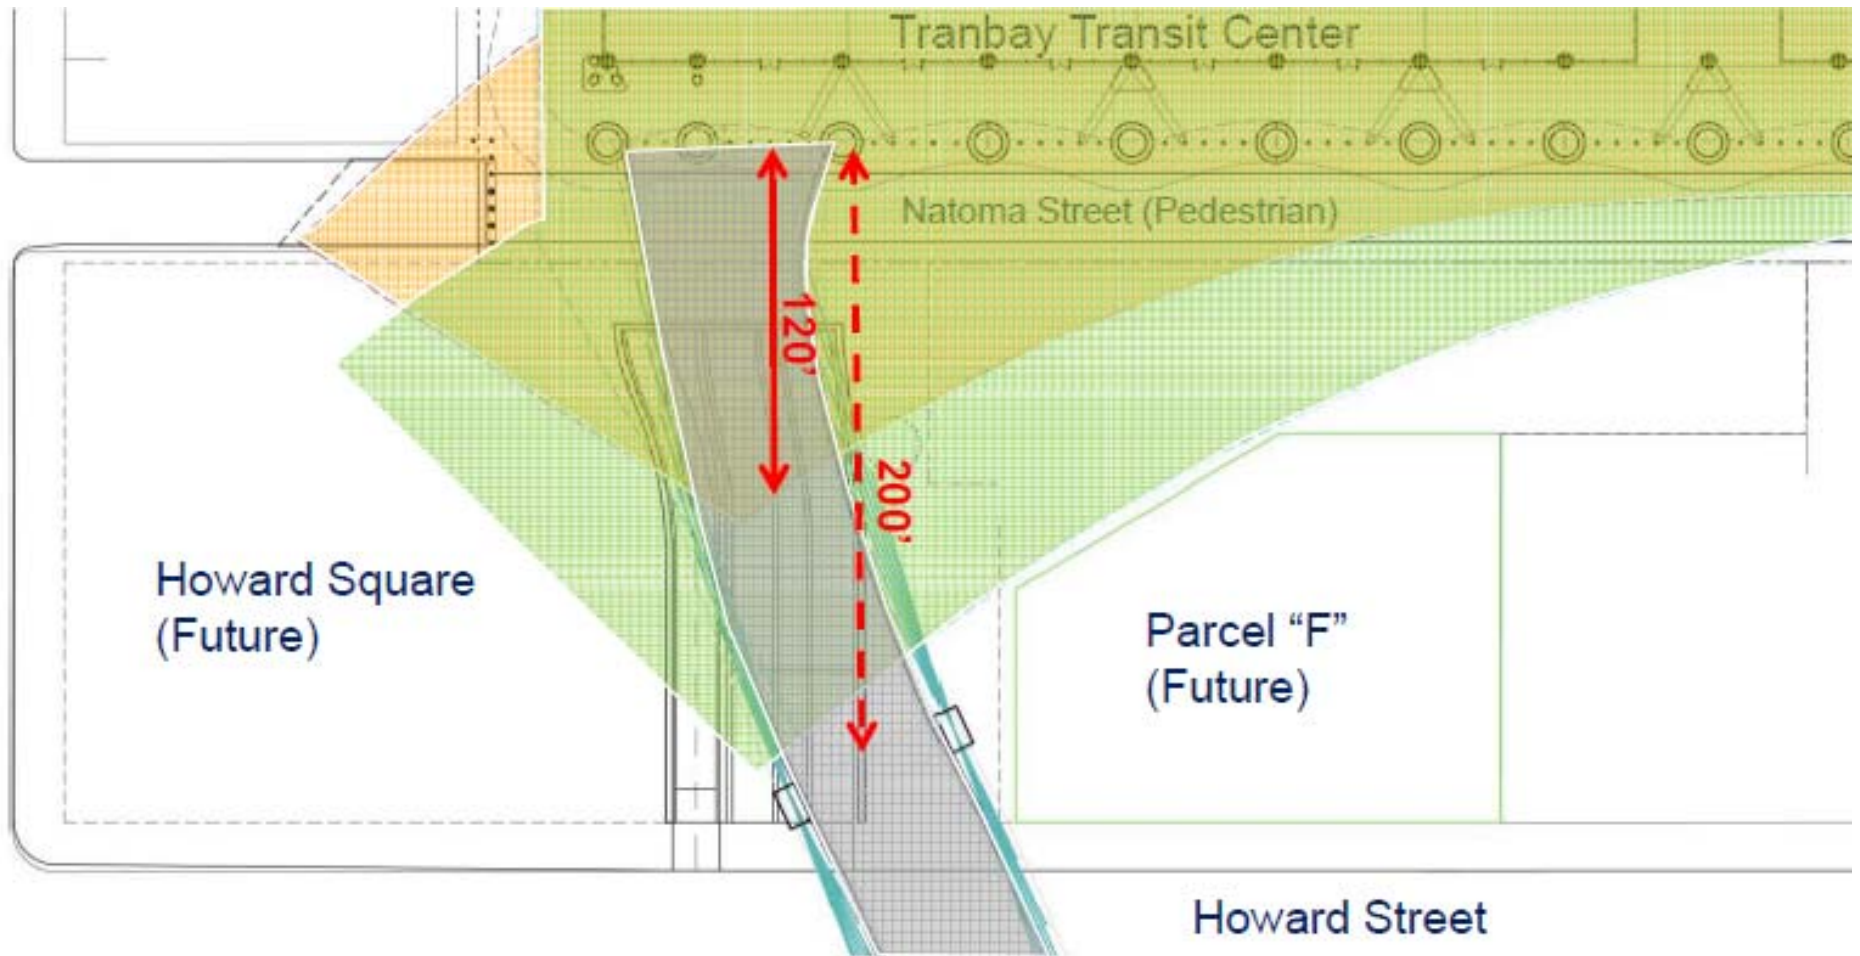 Tranbay Transit Center
Natoma Street (Pedestrian)
120’
200’
Howard Square
(Future)
Parcel “F”
(Future)
Howard Street